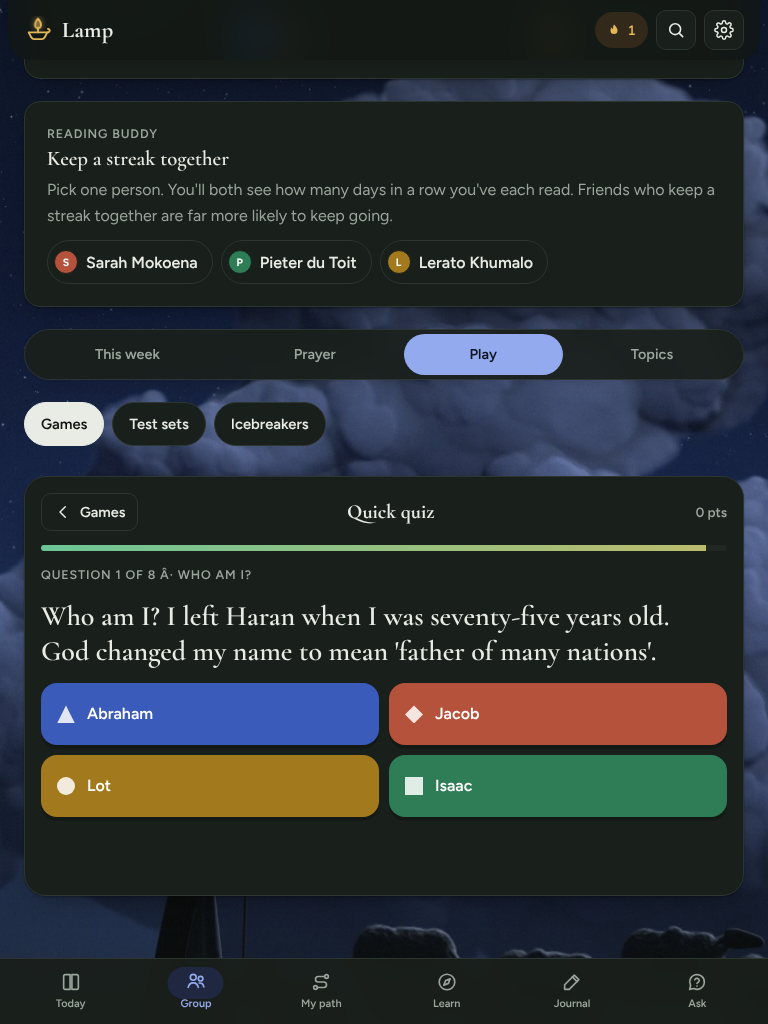 Lamp
1
READING BUDDY
Keep a streak together
Pick one person. You'll both see how many days in a row you've each read. Friends who keep a
streak together are far more likely to keep going.
S Sarah Mokoena P Pieter du Toit L Lerato Khumalo
This week Prayer Play Topics
Games Test sets Icebreakers
Games Quick quiz 0 pts
QUESTION 1 OF 8 Â· WHO AM I?
Who am I? I left Haran when I was seventy-five years old.
God changed my name to mean 'father of many nations'.
Abraham Jacob
Lot Isaac
Today Group My path Learn Journal Ask